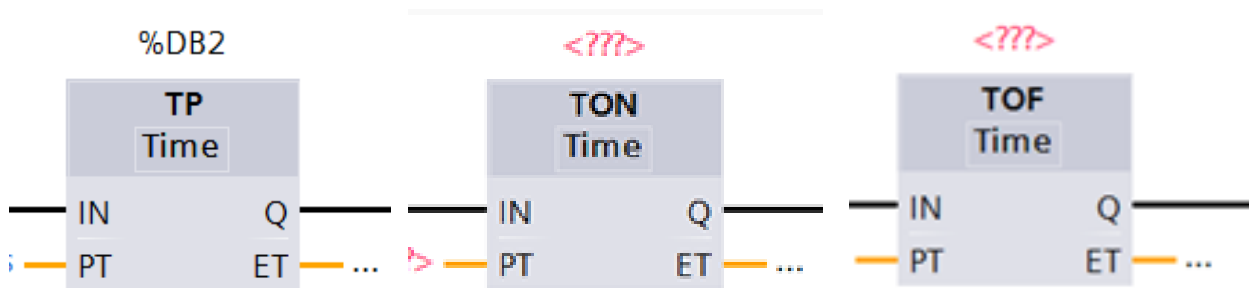 %DB2
TP
Time
IN Q
PT ET ...
<???>
TON
Time
IN Q
?> PT ET ...
<???>
TOF
Time
IN Q
PT ET ...